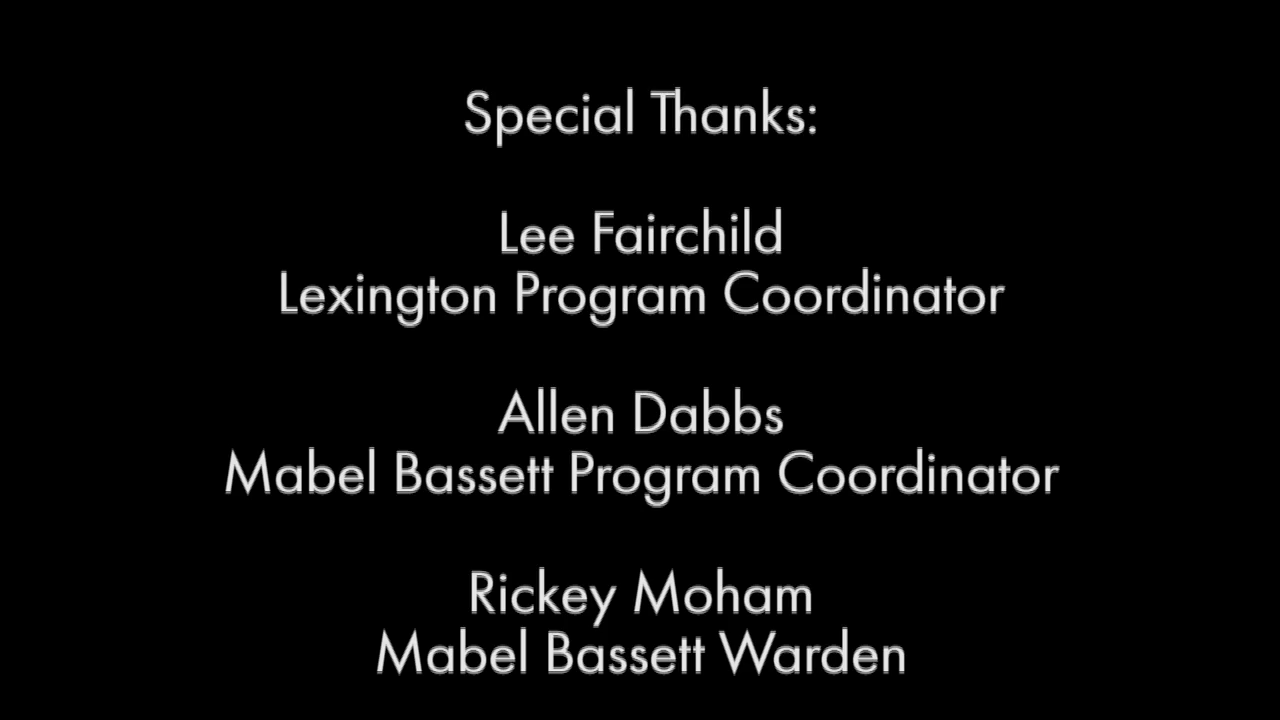 Special Thanks:
Lee Fairchild
Lexington Program Coordinator
Allen Dabbs
Mabel Bassett Program Coordinator
Rickey Moham
Mabel Bassett Warden